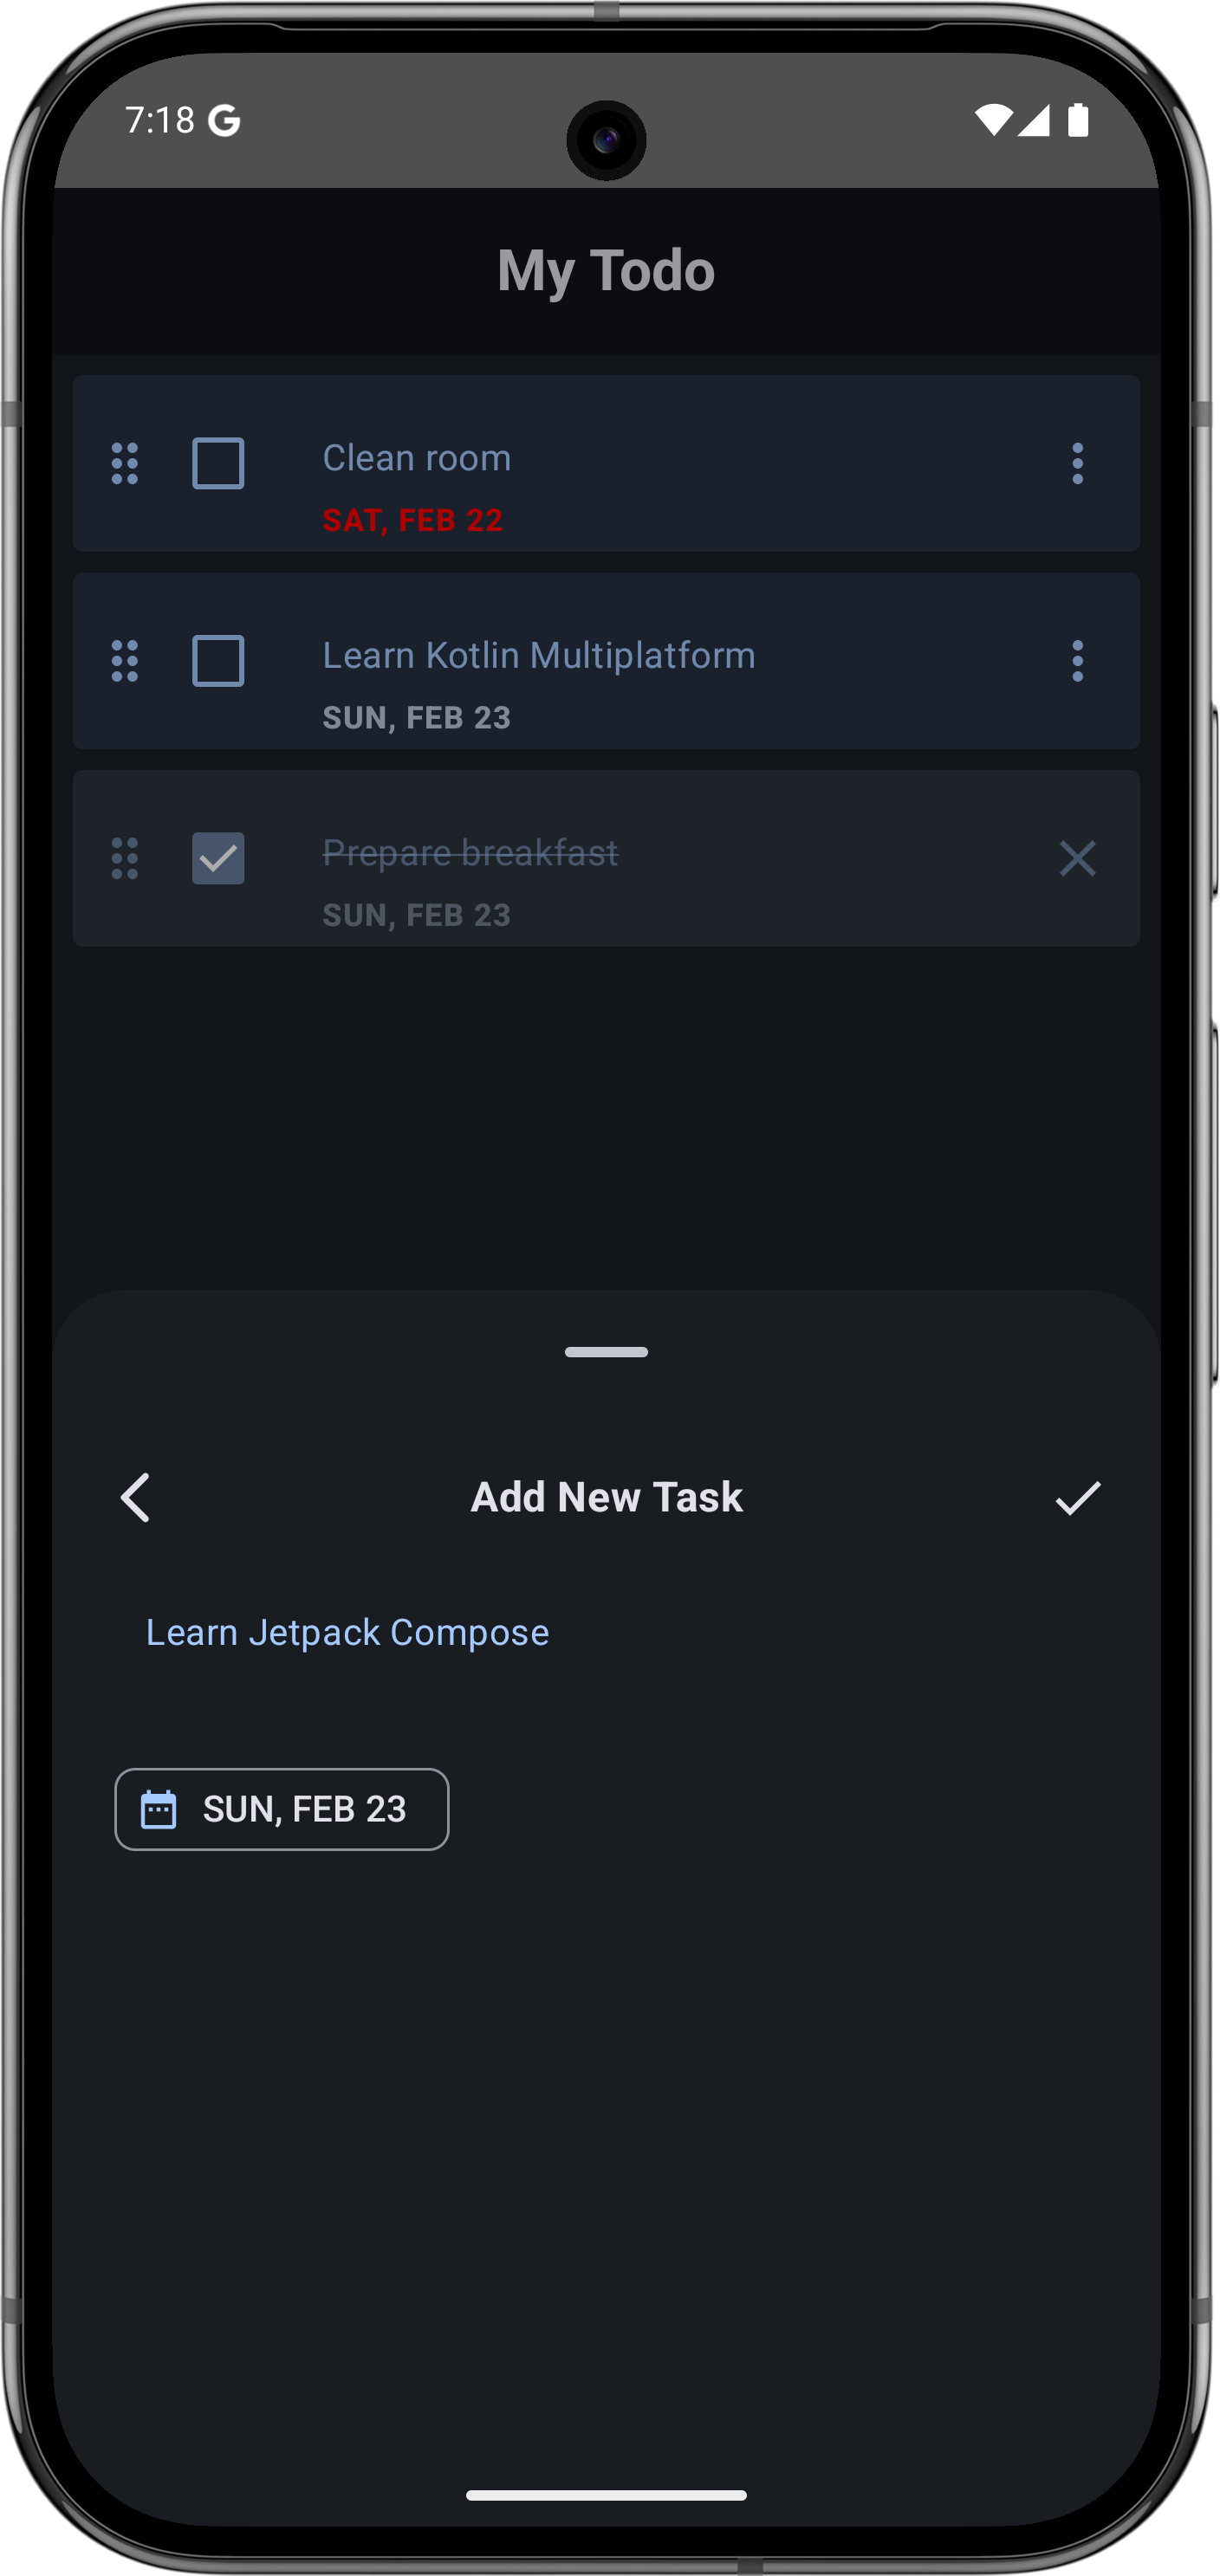 7:18 G
My Todo
Clean room
SAT, FEB 22
Learn Kotlin Multiplatform
SUN, FEB 23
Prepare breakfast
SUN, FEB 23
Add New Task
Learn Jetpack Compose
SUN, FEB 23